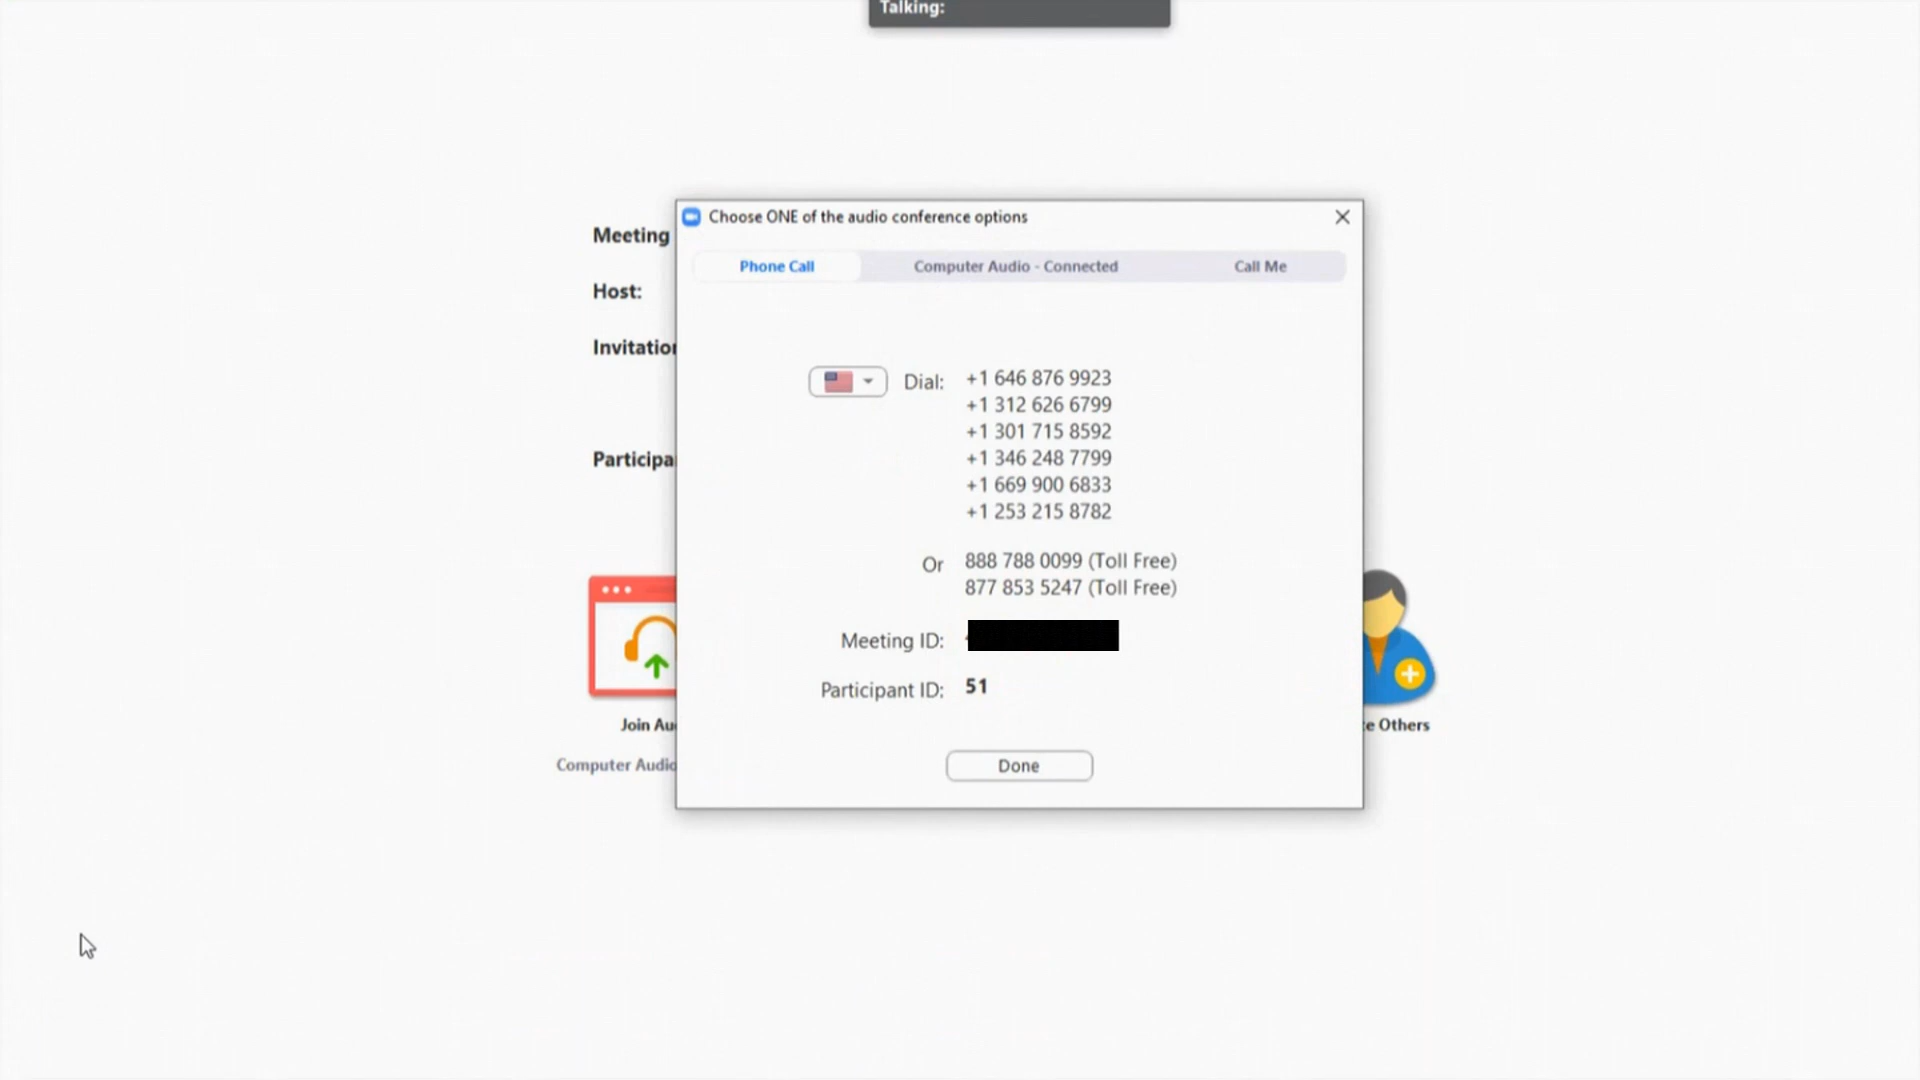 Talking:
Choose ONE of the audio conference options
Phone Call
Computer Audio - Connected
Call Me
Meeting
Host:
Invitation
Participa
Dial:
+1 646 876 9923
+1 312 626 6799
+1 301 715 8592
+1 346 248 7799
+1 669 900 6833
+1 253 215 8782
Or
888 788 0099 (Toll Free)
877 853 5247 (Toll Free)
Meeting ID:
Participant ID:
51
Done
Join Au
Computer Audio
e Others